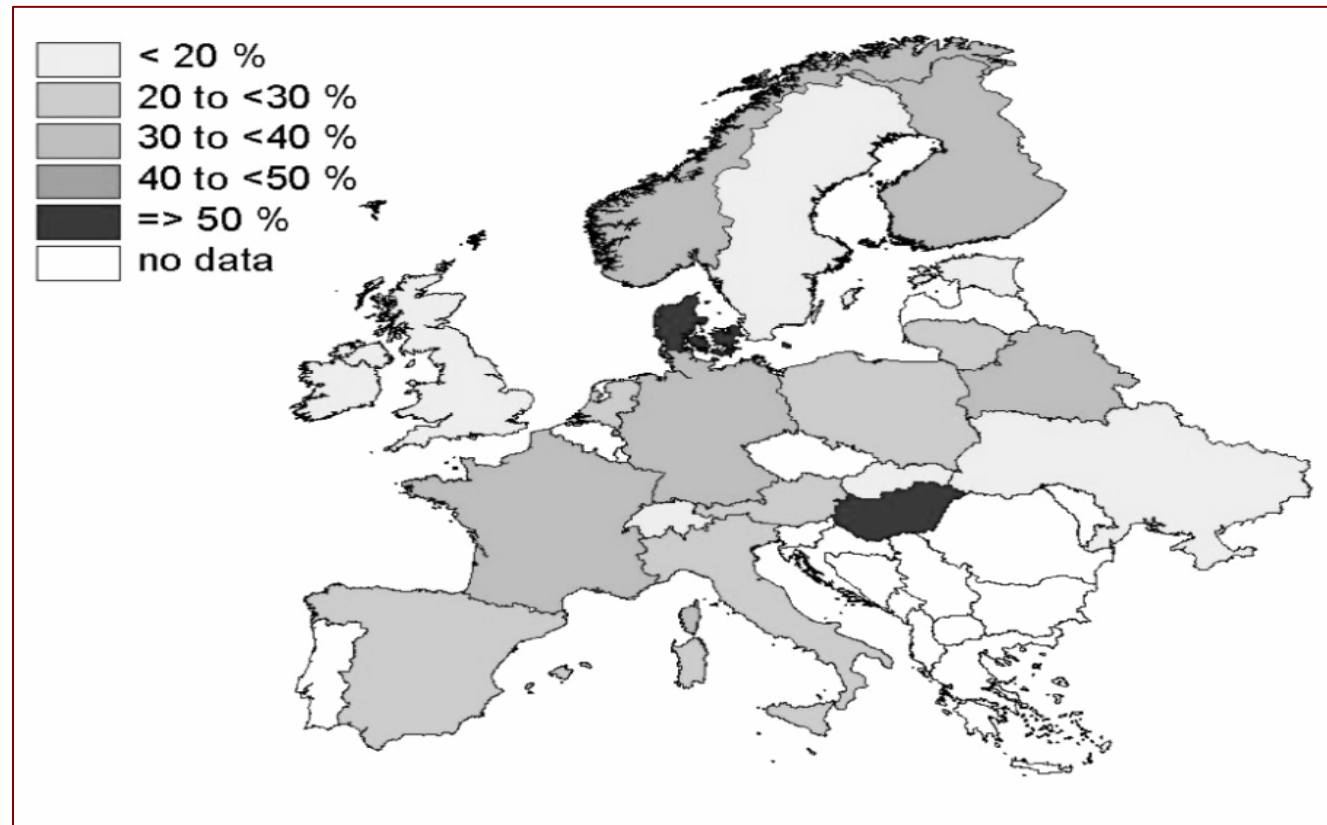 < 20 %
20 to <30 %
30 to <40 %
40 to <50 %
=> 50 %
no data